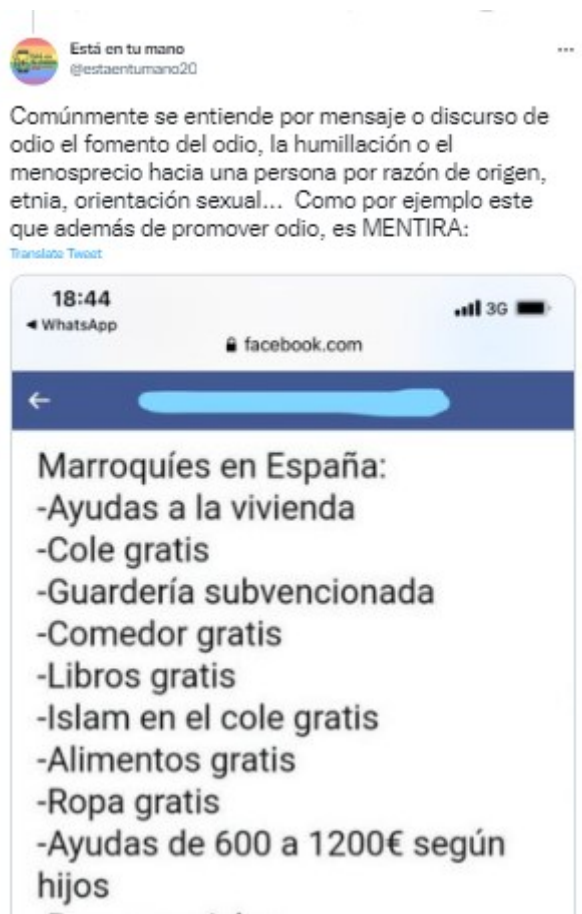 Está en tu mano
@estaentumano20
Comúnmente se entiende por mensaje o discurso de
odio el fomento del odio, la humillación o el
menosprecio hacia una persona por razón de origen,
etnia, orientación sexual... Como por ejemplo este
que además de promover odio, es MENTIRA:
Translate Tweet
18:44
3G
WhatsApp
facebook.com
Marroquíes en España:
-Ayudas a la vivienda
-Cole gratis
-Guardería subvencionada
-Comedor gratis
-Libros gratis
-Islam en el cole gratis
-Alimentos gratis
-Ropa gratis
-Ayudas de 600 a 1200€ según
hijos